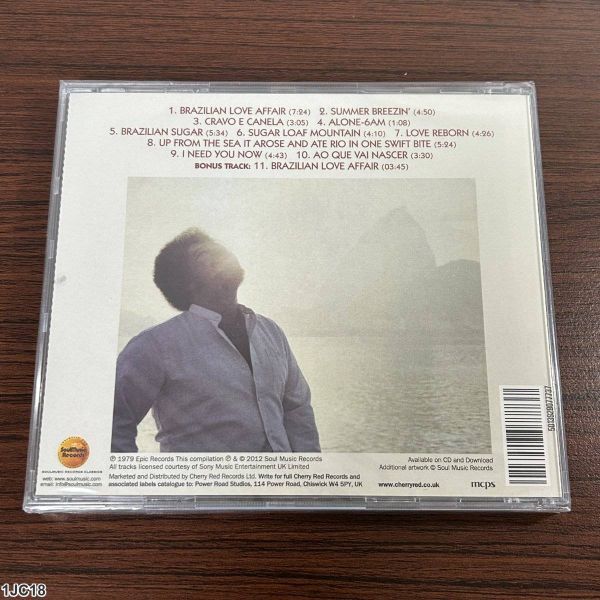 1. BRAZILIAN LOVE AFFAIR (7:24) 2. SUMMER BREEZIN' (4:50)
3. CRAVO E CANELA (3:05) 4. ALONE-6AM (1:08)
5. BRAZILIAN SUGAR (5:34) 6. SUGAR LOAF MOUNTAIN (4:10) 7. LOVE REBORN (4:26)
8. UP FROM THE SEA IT AROSE AND ATE RIO IN ONE SWIFT BITE (5:24)
9. I NEED YOU NOW (4:43) 10. AO QUE VAI NASCER (3:30)
BONUS TRACK: 11. BRAZILIAN LOVE AFFAIR (03:45)
SoulMusic
Records
SOULMUSIC RECORDS CLASSICS
web: www.soulmusic.com
email: info@soulmusic.com
℗ 1979 Epic Records This compilation ℗ & © 2012 Soul Music Records
All tracks licensed courtesy of Sony Music Entertainment UK Limited
Marketed and Distributed by Cherry Red Records Ltd. Write for full Cherry Red Records and
associated labels catalogue to: Power Road Studios, 114 Power Road, Chiswick W4 5PY, UK
Available on CD and Download
Additional artwork © Soul Music Records
www.cherryred.co.uk
mcps
5013929077737
1JC18